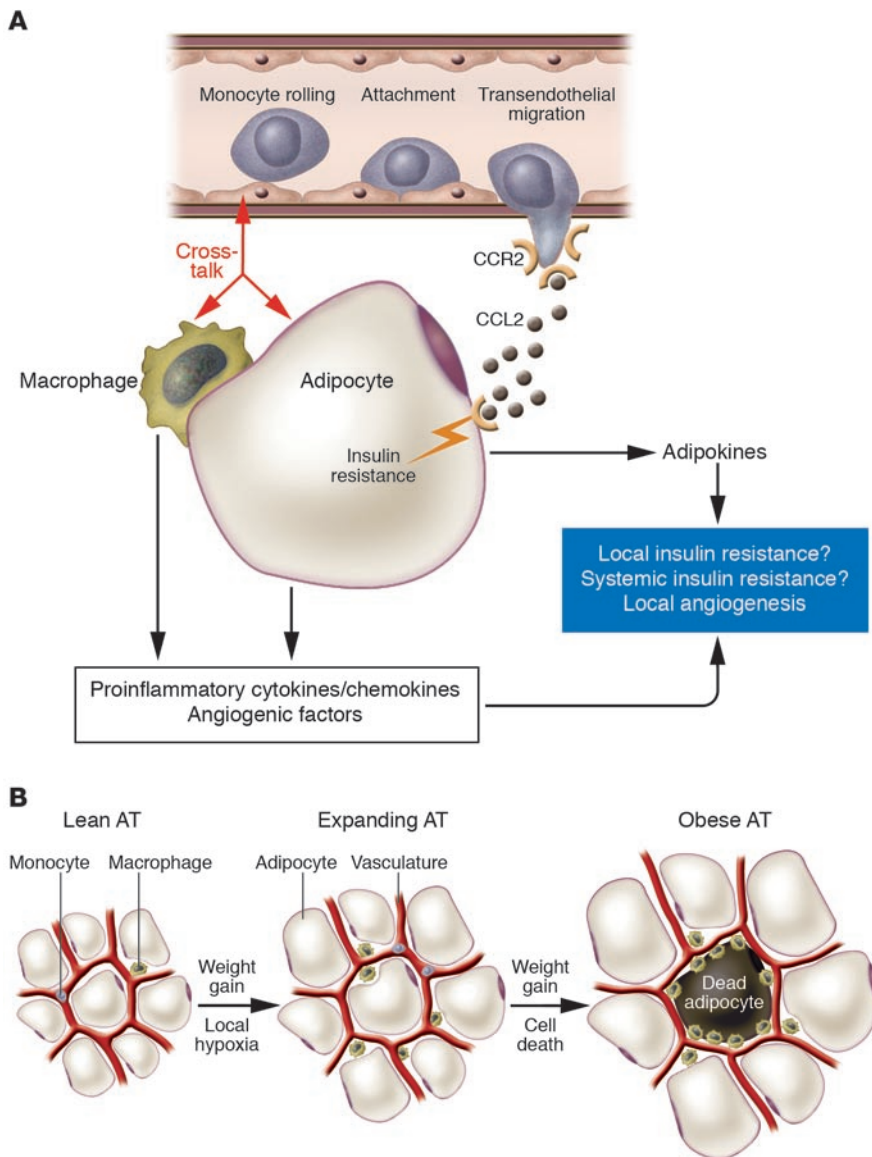 A
Monocyte rolling
Attachment
Transendothelial
migration
Cross-
talk
CCR2
CCL2
Macrophage
Adipocyte
Insulin
resistance
Adipokines
Local insulin resistance?
Systemic insulin resistance?
Local angiogenesis
Proinflammatory cytokines/chemokines
Angiogenic factors
B
Lean AT
Expanding AT
Obese AT
Monocyte
Macrophage
Adipocyte
Vasculature
Weight
gain
Local
hypoxia
Weight
gain
Cell
death
Dead
adipocyte